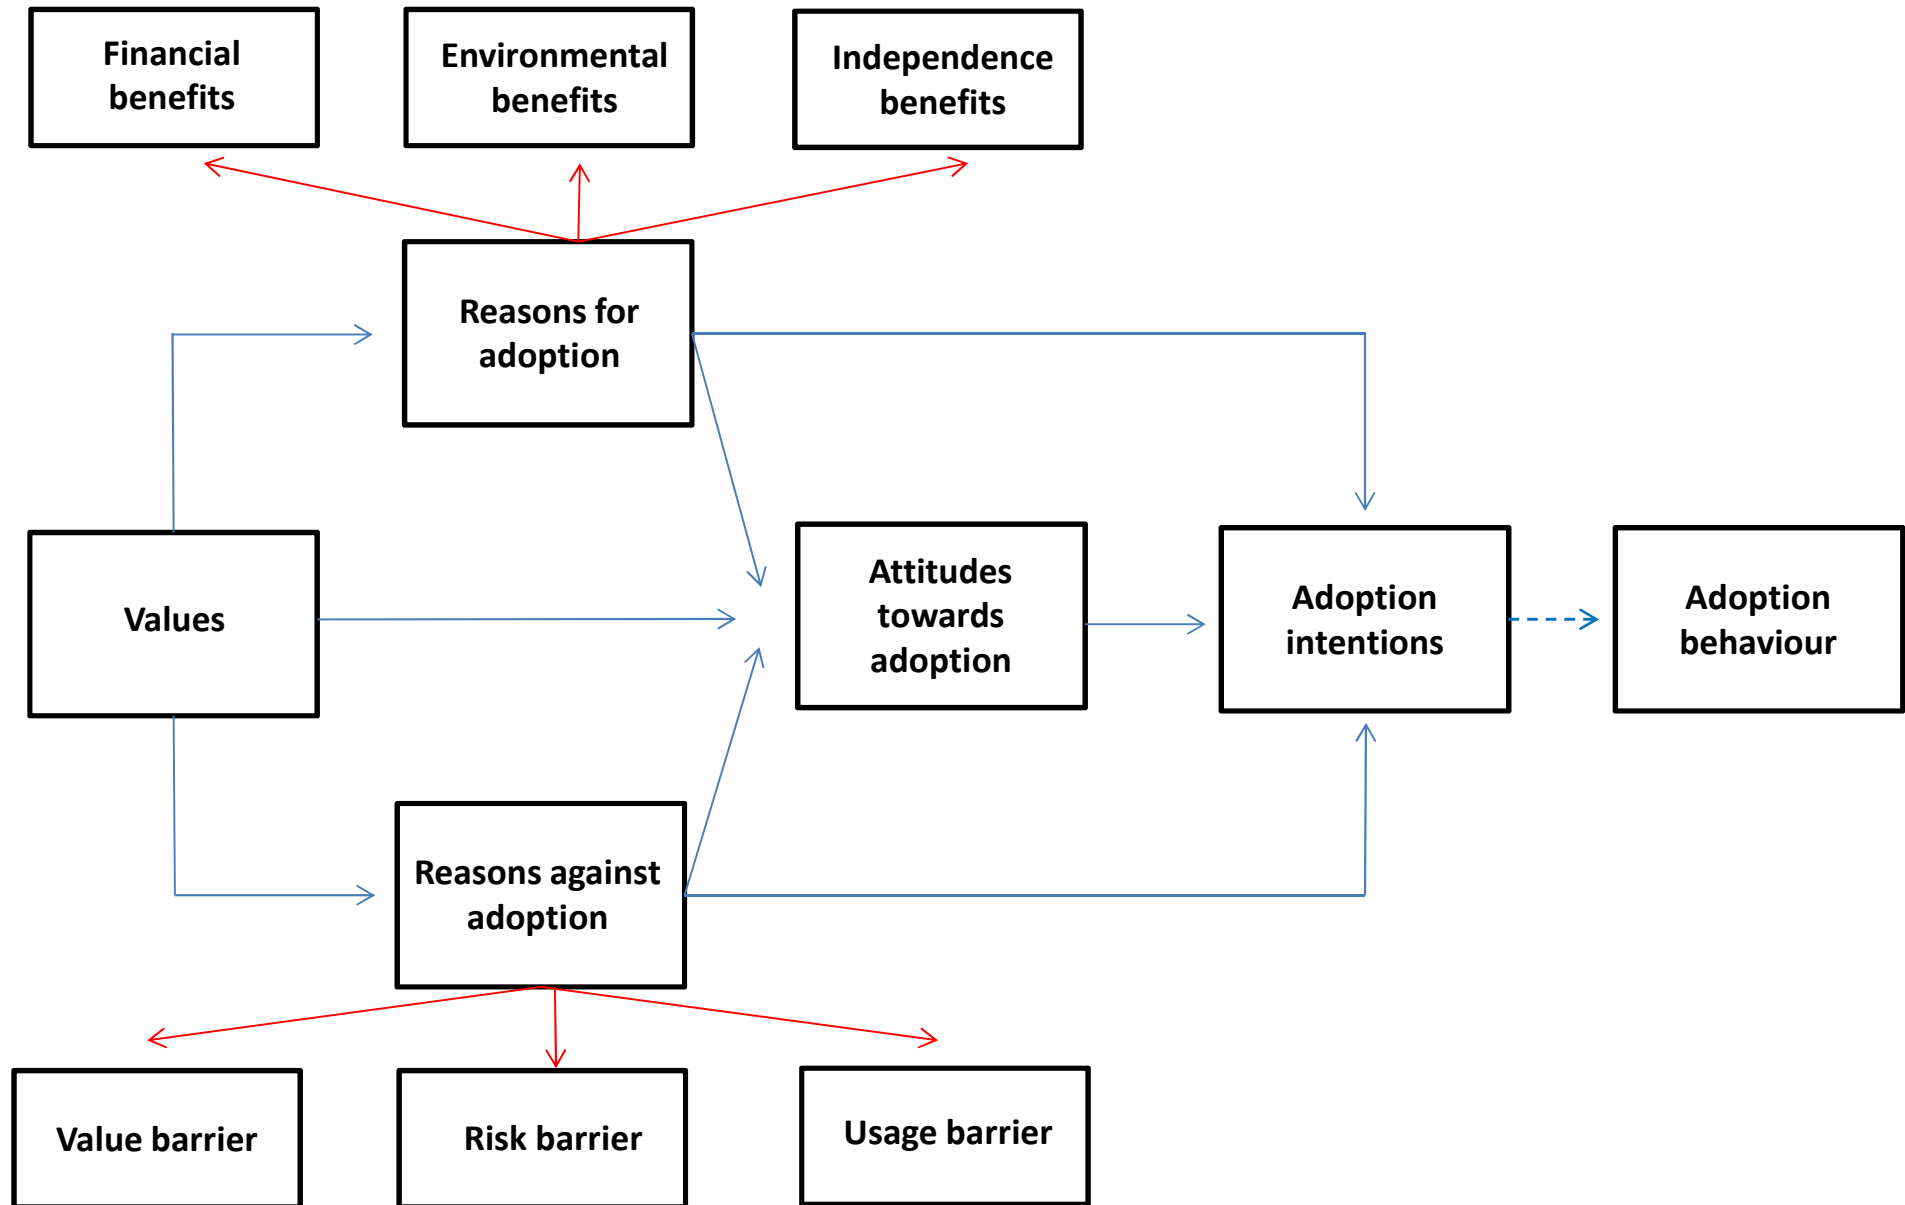 Financial
benefits
Environmental
benefits
Independence
benefits
Reasons for
adoption
Values
Attitudes
towards
adoption
Adoption
intentions
Adoption
behaviour
Reasons against
adoption
Value barrier
Risk barrier
Usage barrier